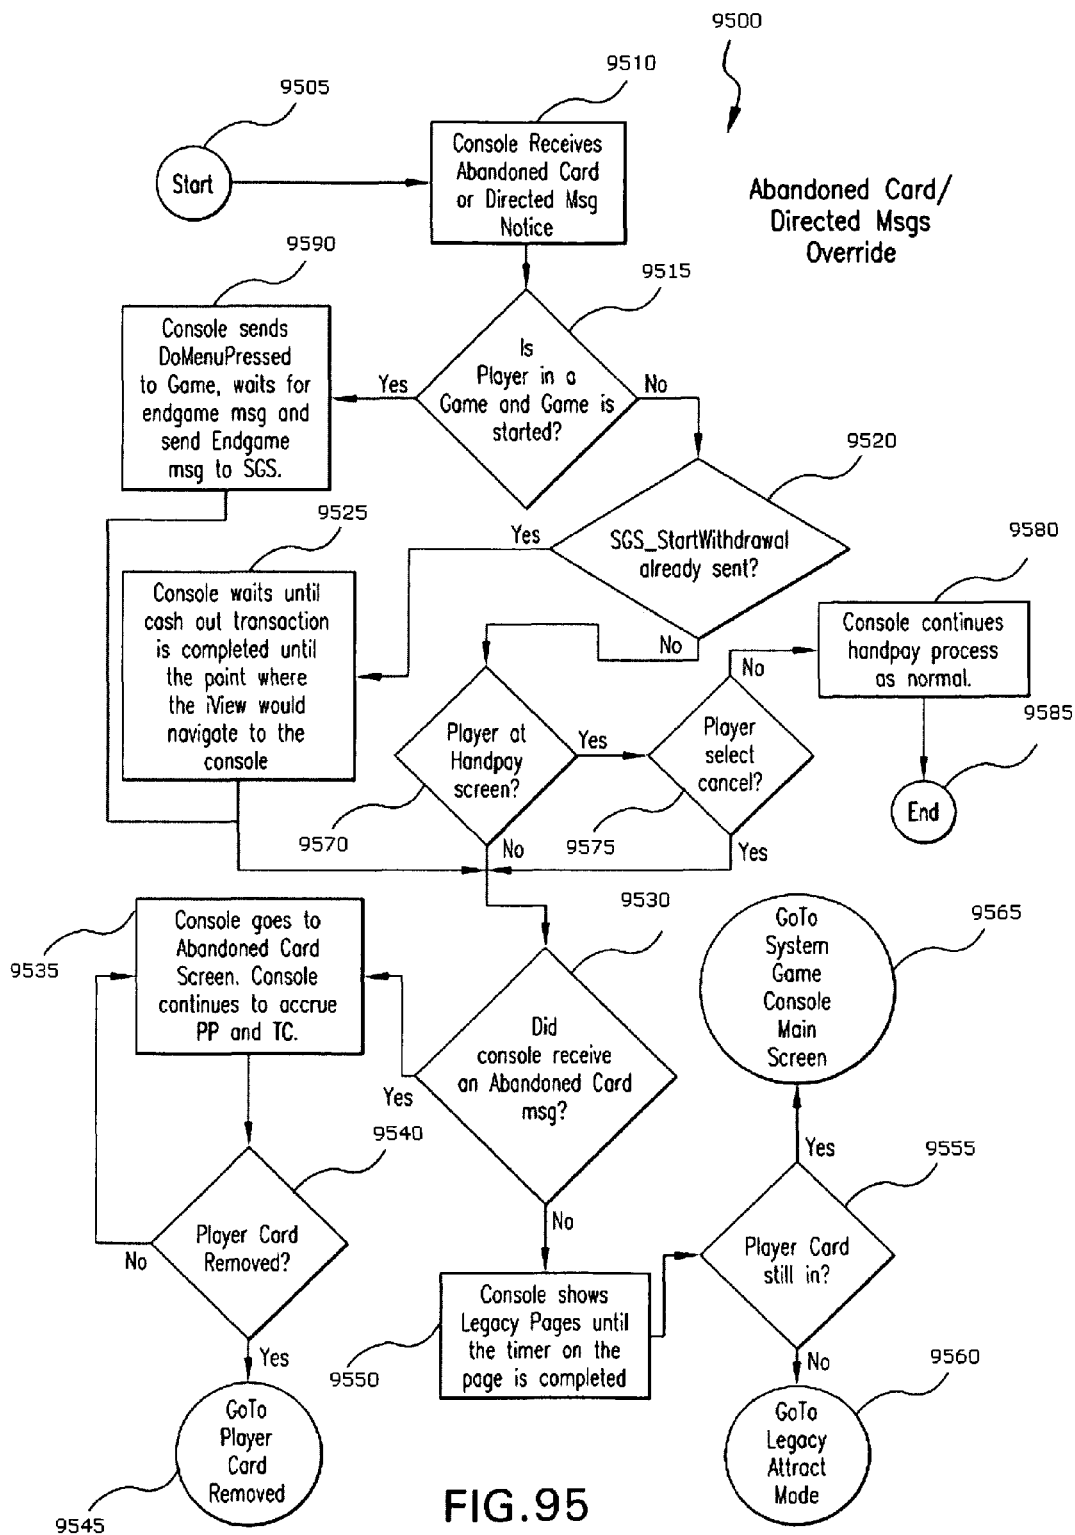 9500
9505
9510
Start
Console Receives
Abandoned Card
or Directed Msg
Notice
Abandoned Card/
Directed Msgs
Override
9590
9515
Console sends
DoMenuPressed
to Game, waits for
endgame msg and
send Endgame
msg to SGS.
Yes
Is
Player in a
Game and Game is
started?
No
9520
9525
Yes
SGS_StartWithdrawal
already sent?
No
9580
Console waits until
cash out transaction
is completed until
the point where
the iView would
navigate to the
console
Console continues
handpay process
as normal.
No
9585
Player at
Handpay
screen?
Yes
Player
select
cancel?
End
9570
No
9575
Yes
9530
9535
Console goes to
Abandoned Card
Screen. Console
continues to accrue
PP and TC.
GoTo
System
Game
Console
Main
Screen
9565
Yes
Did
console receive
an Abandoned Card
msg?
9540
Yes
9555
Player Card
Removed?
No
No
Player Card
still in?
Yes
Console shows
Legacy Pages until
the timer on the
page is completed
9550
No
9560
GoTo
Player
Card
Removed
GoTo
Legacy
Attract
Mode
9545
FIG.95